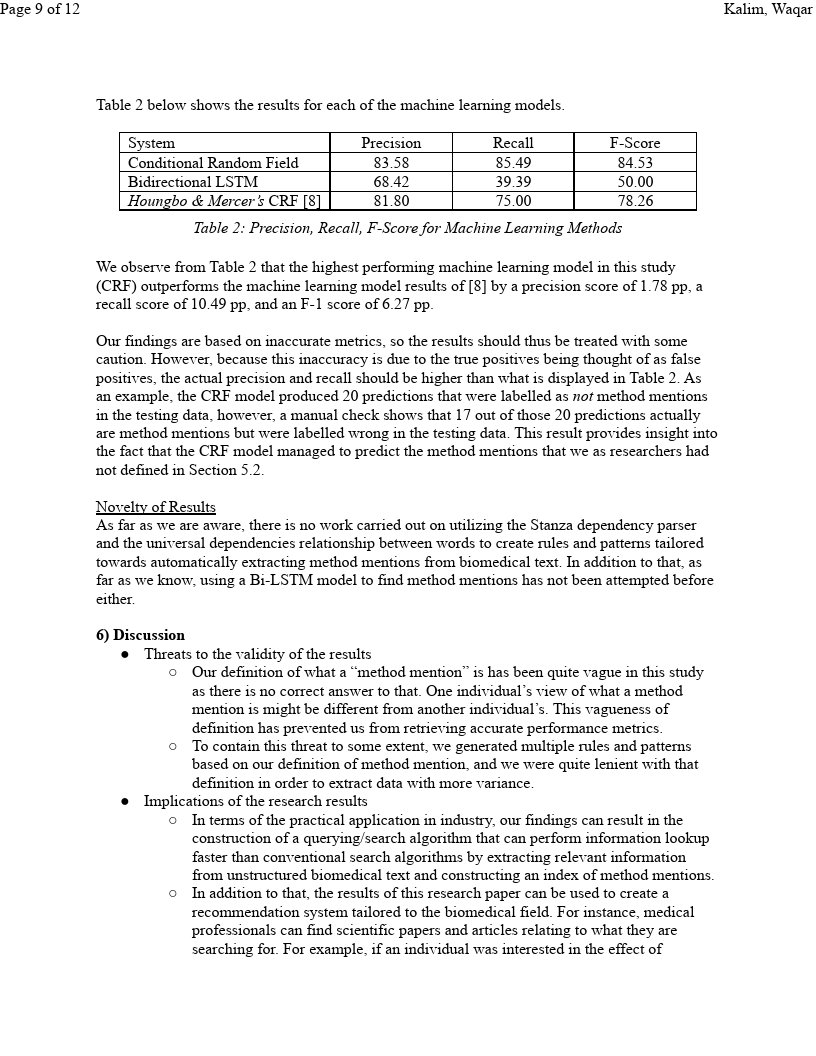 Page 9 of 12
Kalim, Waqar
Table 2 below shows the results for each of the machine learning models.
System Precision Recall F-Score
Conditional Random Field 83.58 85.49 84.53
Bidirectional LSTM 68.42 39.39 50.00
Houngbo & Mercer's CRF [8] 81.80 75.00 78.26
Table 2: Precision, Recall, F-Score for Machine Learning Methods
We observe from Table 2 that the highest performing machine learning model in this study
(CRF) outperforms the machine learning model results of [8] by a precision score of 1.78 pp, a
recall score of 10.49 pp, and an F-1 score of 6.27 pp.
Our findings are based on inaccurate metrics, so the results should thus be treated with some
caution. However, because this inaccuracy is due to the true positives being thought of as false
positives, the actual precision and recall should be higher than what is displayed in Table 2. As
an example, the CRF model produced 20 predictions that were labelled as not method mentions
in the testing data, however, a manual check shows that 17 out of those 20 predictions actually
are method mentions but were labelled wrong in the testing data. This result provides insight into
the fact that the CRF model managed to predict the method mentions that we as researchers had
not defined in Section 5.2.
Novelty of Results
As far as we are aware, there is no work carried out on utilizing the Stanza dependency parser
and the universal dependencies relationship between words to create rules and patterns tailored
towards automatically extracting method mentions from biomedical text. In addition to that, as
far as we know, using a Bi-LSTM model to find method mentions has not been attempted before
either.
6) Discussion
● Threats to the validity of the results
○ Our definition of what a “method mention” is has been quite vague in this study
as there is no correct answer to that. One individual’s view of what a method
mention is might be different from another individual’s. This vagueness of
definition has prevented us from retrieving accurate performance metrics.
○ To contain this threat to some extent, we generated multiple rules and patterns
based on our definition of method mention, and we were quite lenient with that
definition in order to extract data with more variance.
● Implications of the research results
○ In terms of the practical application in industry, our findings can result in the
construction of a querying/search algorithm that can perform information lookup
faster than conventional search algorithms by extracting relevant information
from unstructured biomedical text and constructing an index of method mentions.
○ In addition to that, the results of this research paper can be used to create a
recommendation system tailored to the biomedical field. For instance, medical
professionals can find scientific papers and articles relating to what they are
searching for. For example, if an individual was interested in the effect of